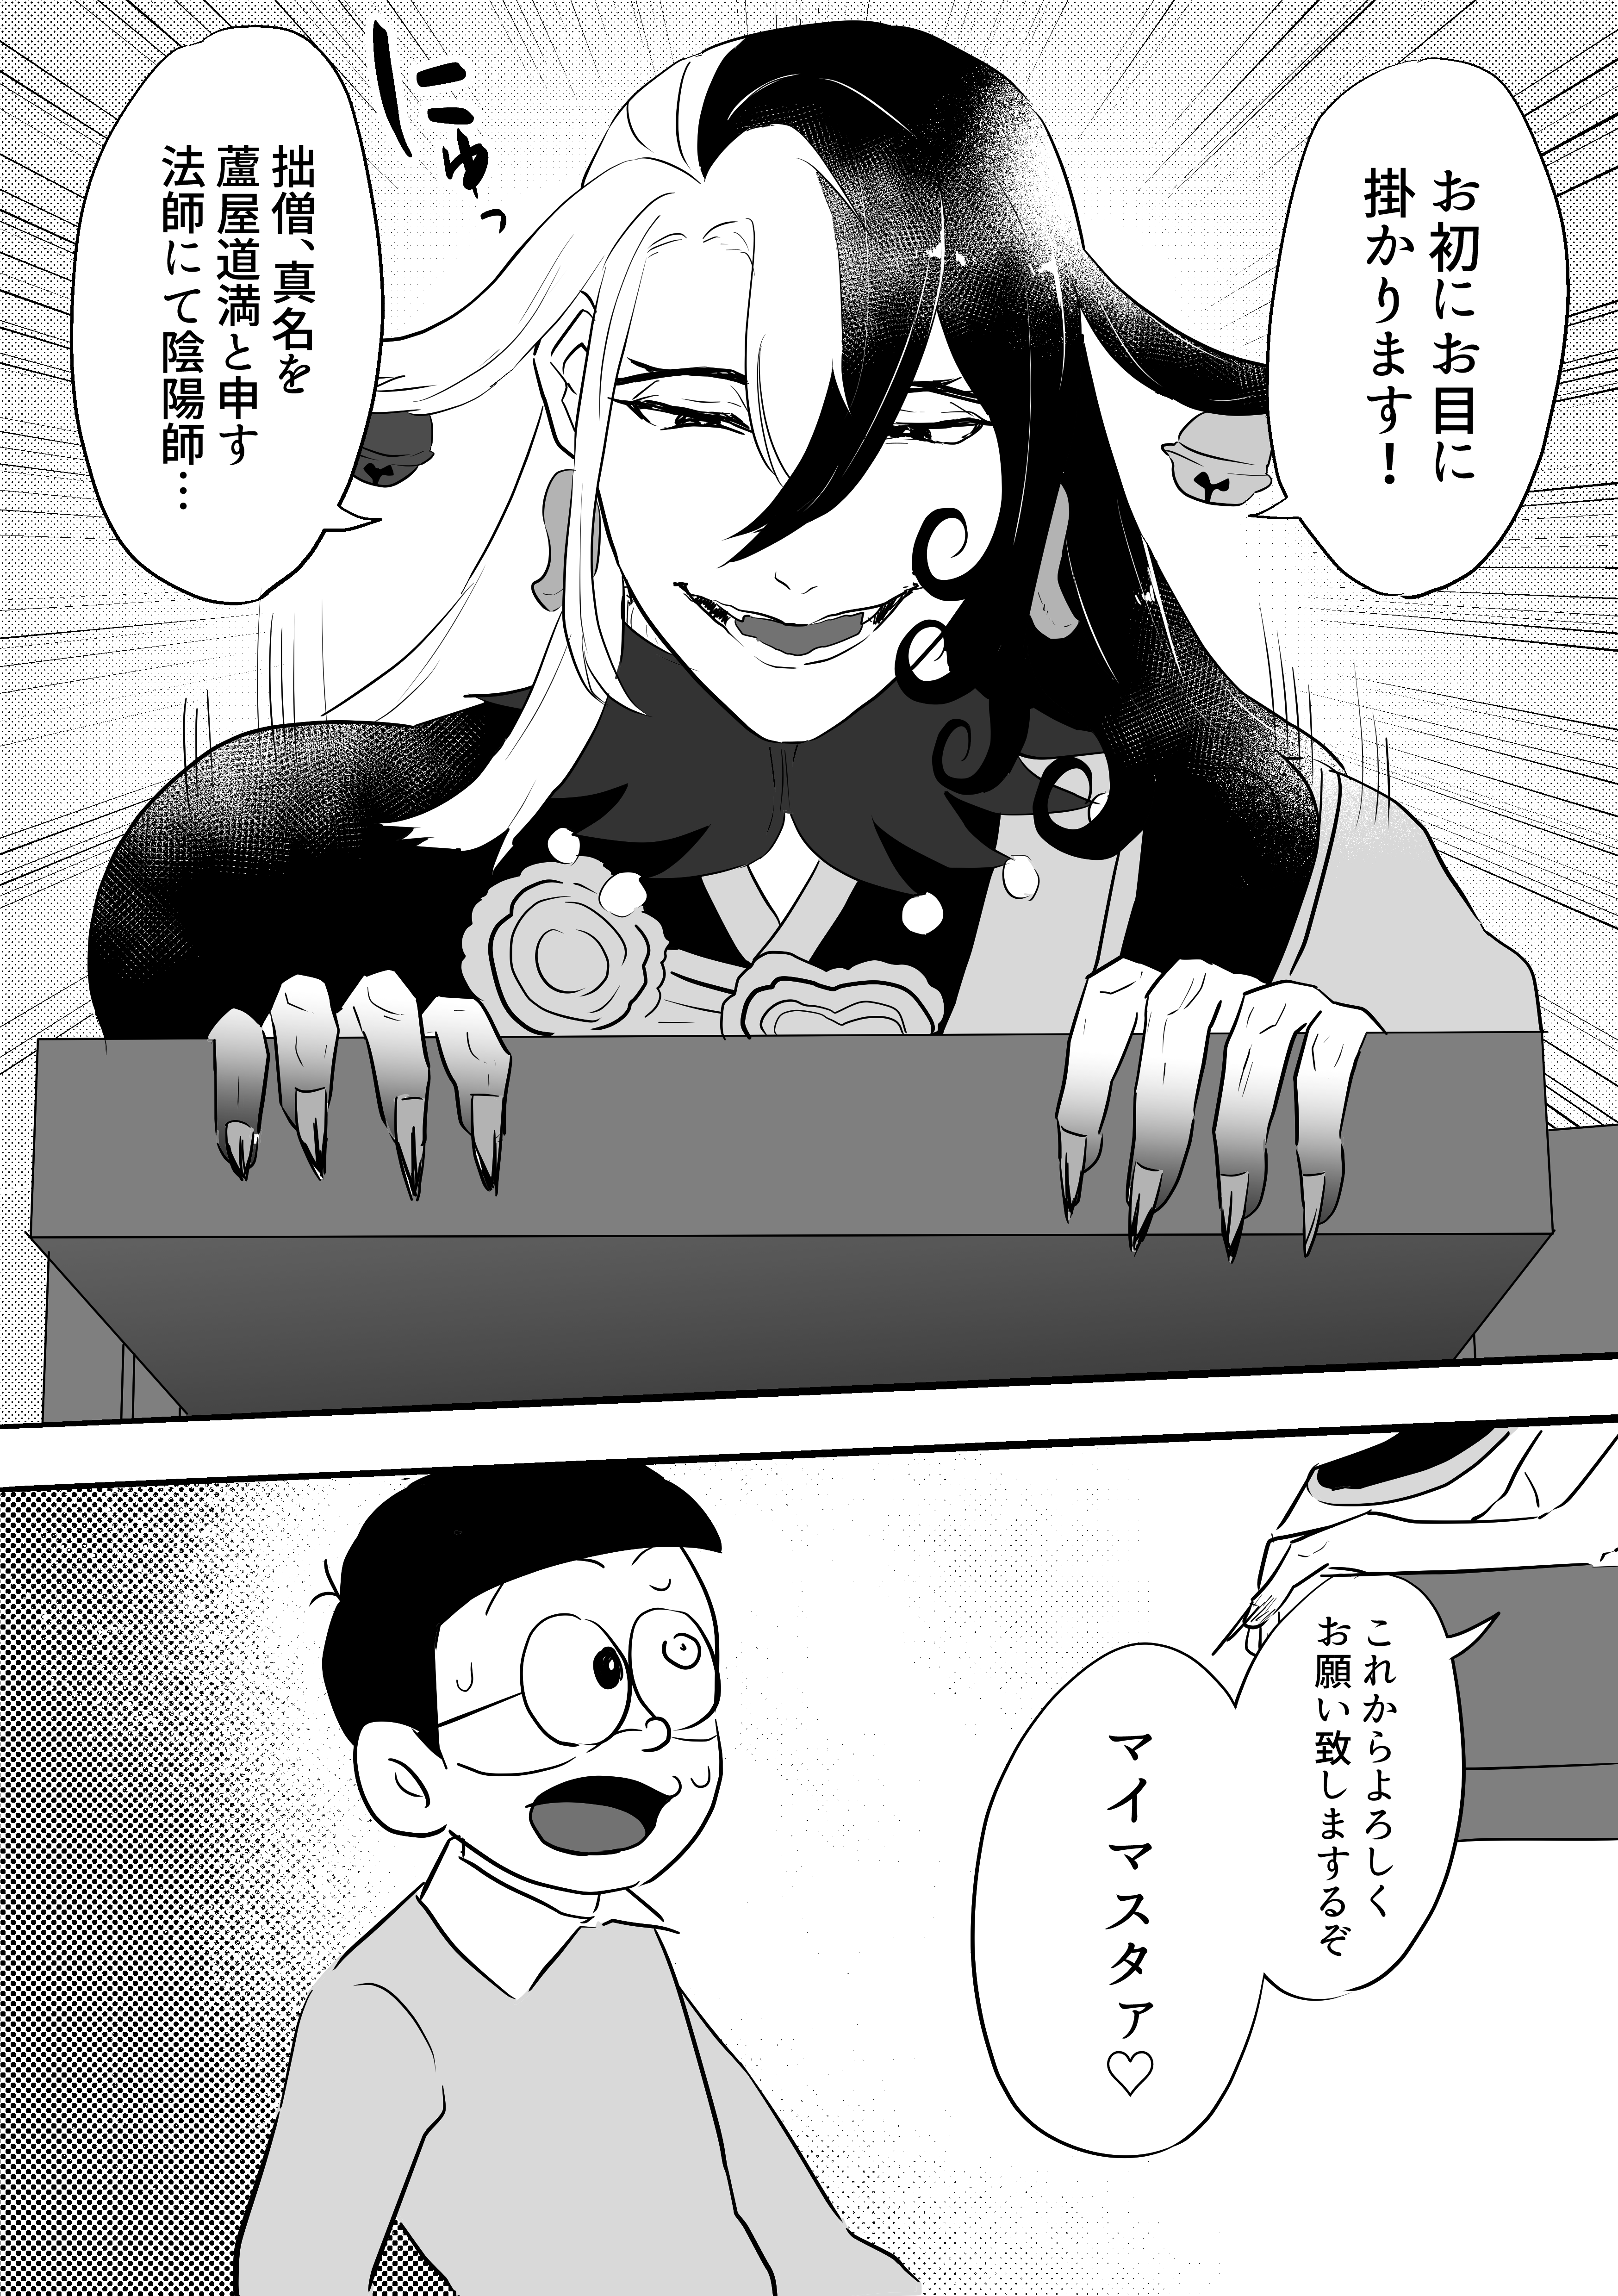 お初にお目に
掛かります！
にゅっ
拙僧、真名を
蘆屋道満と申す
法師にて陰陽師…
これからよろしく
お願い致しまするぞ
マイマスタァ♡